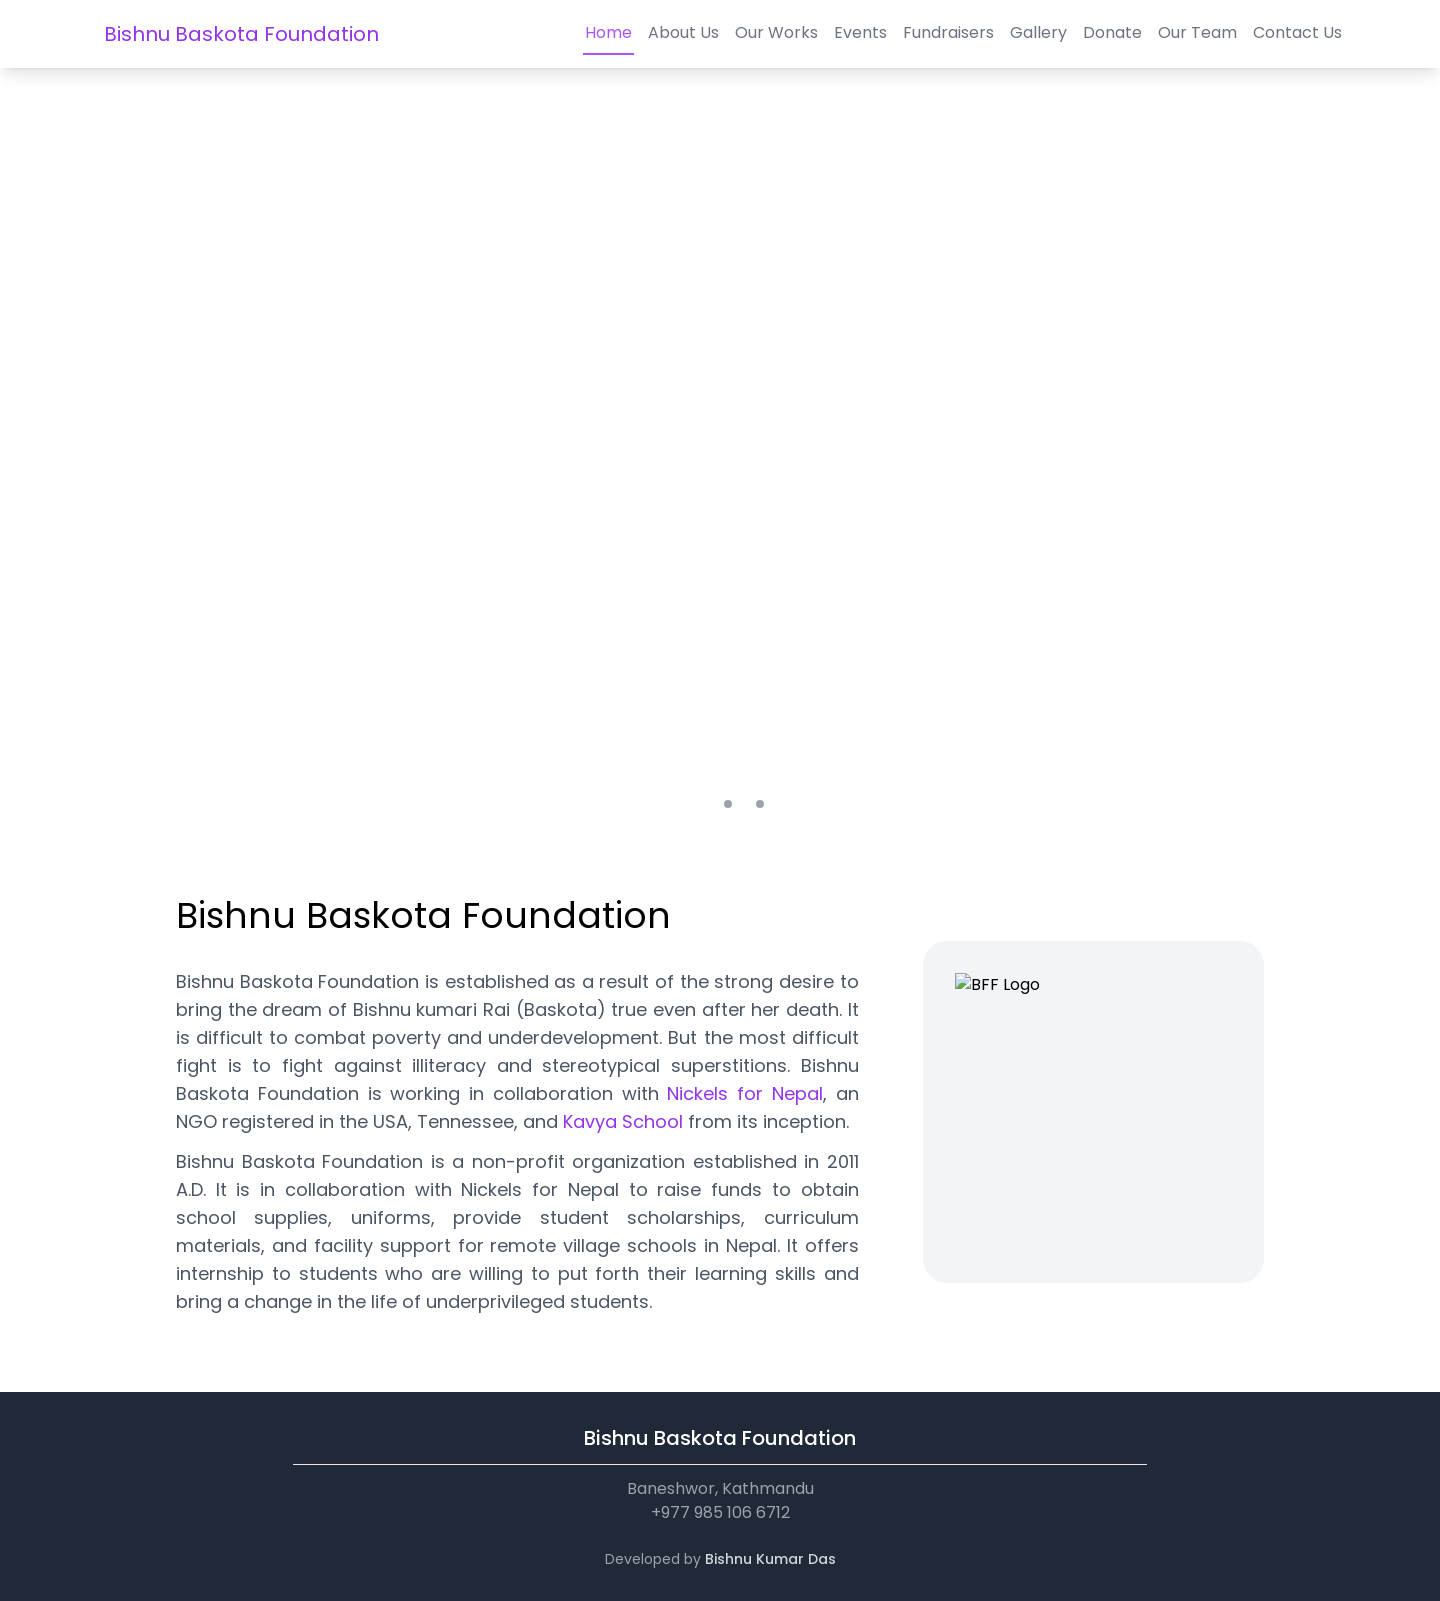 Bishnu Baskota Foundation
Home About Us Our Works Events Fundraisers Gallery Donate Our Team Contact Us
Bishnu Baskota Foundation
Bishnu Baskota Foundation is established as a result of the strong desire to
bring the dream of Bishnu kumari Rai (Baskota) true even after her death. It
is difficult to combat poverty and underdevelopment. But the most difficult
fight is to fight against illiteracy and stereotypical superstitions. Bishnu
Baskota Foundation is working in collaboration with Nickels for Nepal, an
NGO registered in the USA, Tennessee, and Kavya School from its inception.
Bishnu Baskota Foundation is a non-profit organization established in 2011
A.D. It is in collaboration with Nickels for Nepal to raise funds to obtain
school supplies, uniforms, provide student scholarships, curriculum
materials, and facility support for remote village schools in Nepal. It offers
internship to students who are willing to put forth their learning skills and
bring a change in the life of underprivileged students.
BFF Logo
Bishnu Baskota Foundation
Baneshwor, Kathmandu
+977 985 106 6712
Developed by Bishnu Kumar Das